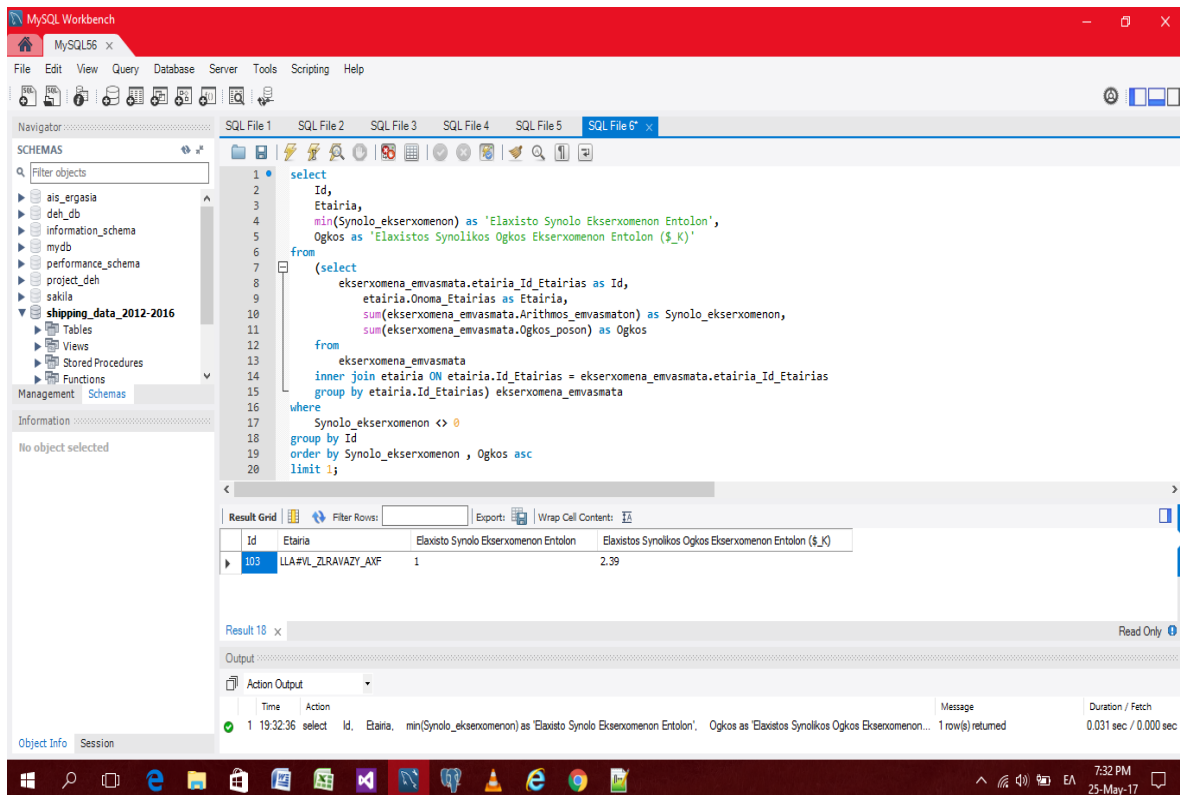 MySQL Workbench
MySQL56 ×
File Edit View Query Database Server Tools Scripting Help
Navigator
SCHEMAS
Filter objects
ais_ergasia
deh_db
information_schema
mydb
performance_schema
project_deh
sakila
shipping_data_2012-2016
Tables
Views
Stored Procedures
Functions
Management Schemas
Information
No object selected
Object Info Session
SQL File 1 SQL File 2 SQL File 3 SQL File 4 SQL File 5 SQL File 6* ×
1 select
2 Id,
3 Etairia,
4 min(Synolo_ekserxomenon) as 'Elaxisto Synolo Ekserxomenon Entolon',
5 Ogkos as 'Elaxistos Synolikos Ogkos Ekserxomenon Entolon ($_K)'
6 from
7 (select
8 ekserxomena_emvasmata.etairia_Id_Etairias as Id,
9 etairia.Onoma_Etairias as Etairia,
10 sum(ekserxomena_emvasmata.Arithmos_emvasmaton) as Synolo_ekserxomenon,
11 sum(ekserxomena_emvasmata.Ogkos_poson) as Ogkos
12 from
13 ekserxomena_emvasmata
14 inner join etairia ON etairia.Id_Etairias = ekserxomena_emvasmata.etairia_Id_Etairias
15 group by etairia.Id_Etairias) ekserxomena_emvasmata
16 where
17 Synolo_ekserxomenon <> 0
18 group by Id
19 order by Synolo_ekserxomenon , Ogkos asc
20 limit 1;
Result Grid Filter Rows: Export: Wrap Cell Content:
Id Etairia Elaxisto Synolo Ekserxomenon Entolon Elaxistos Synolikos Ogkos Ekserxomenon Entolon ($_K)
103 LLA#VL_ZLRAVAZY_AXF 1 2.39
Result 18 × Read Only
Output
Action Output
Time Action Message Duration / Fetch
1 19:32:36 select Id, Etairia, min(Synolo_ekserxomenon) as 'Elaxisto Synolo Ekserxomenon Entolon', Ogkos as 'Elaxistos Synolikos Ogkos Ekserxomenon... 1 row(s) returned 0.031 sec / 0.000 sec
ΕΛ 7:32 PM
25-May-17